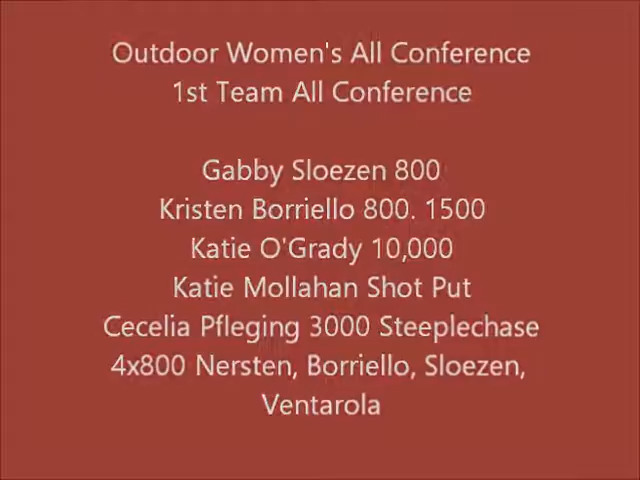 Outdoor Women's All Conference
1st Team All Conference
Gabby Sloezen 800
Kristen Borriello 800. 1500
Katie O'Grady 10,000
Katie Mollahan Shot Put
Cecelia Pfleging 3000 Steeplechase
4x800 Nersten, Borriello, Sloezen,
Ventarola